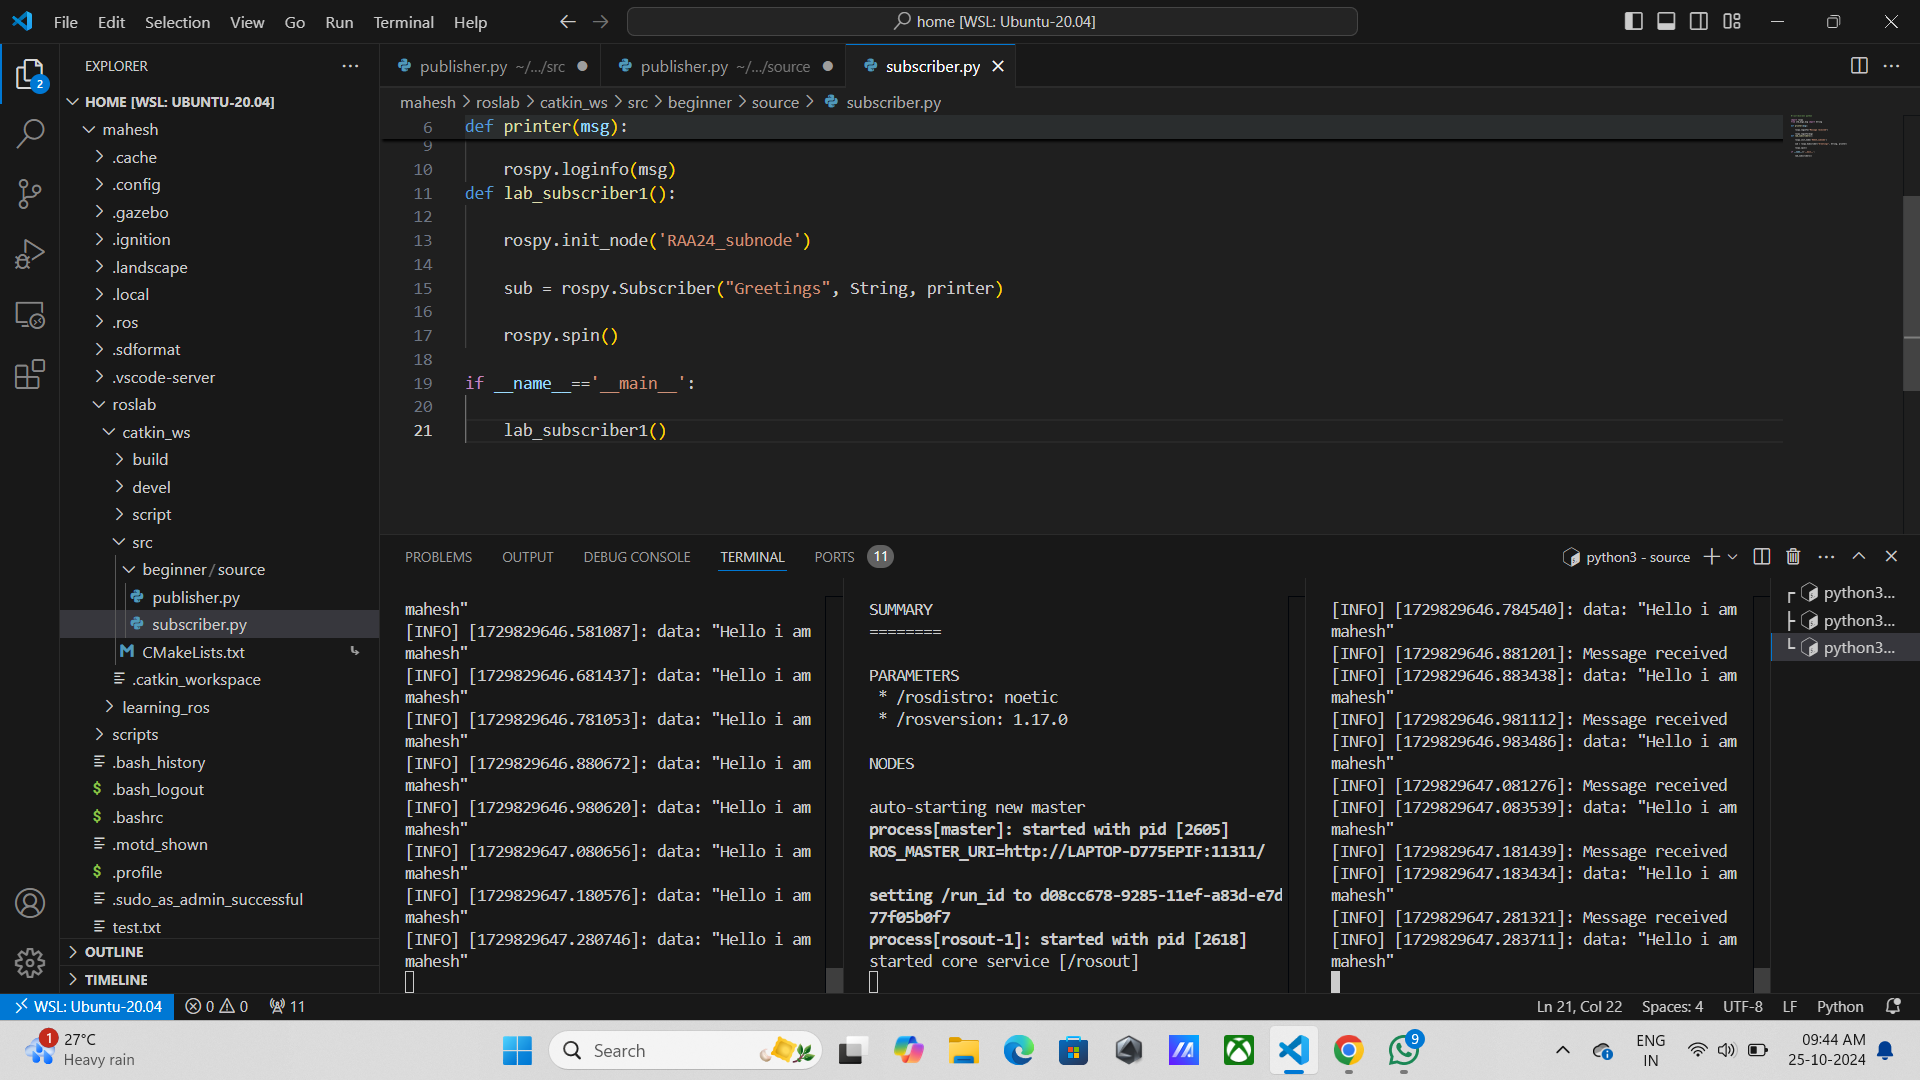 File Edit Selection View Go Run Terminal Help
home [WSL: Ubuntu-20.04]
EXPLORER
2
HOME [WSL: UBUNTU-20.04]
mahesh
.cache
.config
.gazebo
.ignition
.landscape
.local
.ros
.sdformat
.vscode-server
roslab
catkin_ws
build
devel
script
src
beginner/source
publisher.py
subscriber.py
CMakeLists.txt
.catkin_workspace
learning_ros
scripts
.bash_history
.bash_logout
.bashrc
.motd_shown
.profile
.sudo_as_admin_successful
test.txt
OUTLINE
TIMELINE
publisher.py ~/.../src
publisher.py ~/.../source
subscriber.py
mahesh > roslab > catkin_ws > src > beginner > source > subscriber.py
6 def printer(msg):
9
10 rospy.loginfo(msg)
11 def lab_subscriber1():
12
13 rospy.init_node('RAA24_subnode')
14
15 sub = rospy.Subscriber("Greetings", String, printer)
16
17 rospy.spin()
18
19 if __name__=='__main__':
20
21 lab_subscriber1()
PROBLEMS OUTPUT DEBUG CONSOLE TERMINAL PORTS 11
python3 - source
mahesh"
[INFO] [1729829646.581087]: data: "Hello i am
mahesh"
[INFO] [1729829646.681437]: data: "Hello i am
mahesh"
[INFO] [1729829646.781053]: data: "Hello i am
mahesh"
[INFO] [1729829646.880672]: data: "Hello i am
mahesh"
[INFO] [1729829646.980620]: data: "Hello i am
mahesh"
[INFO] [1729829647.080656]: data: "Hello i am
mahesh"
[INFO] [1729829647.180576]: data: "Hello i am
mahesh"
[INFO] [1729829647.280746]: data: "Hello i am
mahesh"
SUMMARY
========
PARAMETERS
* /rosdistro: noetic
* /rosversion: 1.17.0
NODES
auto-starting new master
process[master]: started with pid [2605]
ROS_MASTER_URI=http://LAPTOP-D775EPIF:11311/
setting /run_id to d08cc678-9285-11ef-a83d-e7d
77f05b0f7
process[rosout-1]: started with pid [2618]
started core service [/rosout]
[INFO] [1729829646.784540]: data: "Hello i am
mahesh"
[INFO] [1729829646.881201]: Message received
[INFO] [1729829646.883438]: data: "Hello i am
mahesh"
[INFO] [1729829646.981112]: Message received
[INFO] [1729829646.983486]: data: "Hello i am
mahesh"
[INFO] [1729829647.081276]: Message received
[INFO] [1729829647.083539]: data: "Hello i am
mahesh"
[INFO] [1729829647.181439]: Message received
[INFO] [1729829647.183434]: data: "Hello i am
mahesh"
[INFO] [1729829647.281321]: Message received
[INFO] [1729829647.283711]: data: "Hello i am
mahesh"
python3...
python3...
python3...
WSL: Ubuntu-20.04 0 0 11
Ln 21, Col 22 Spaces: 4 UTF-8 LF Python
1
27°C
Heavy rain
Search
9
ENG
IN
09:44 AM
25-10-2024